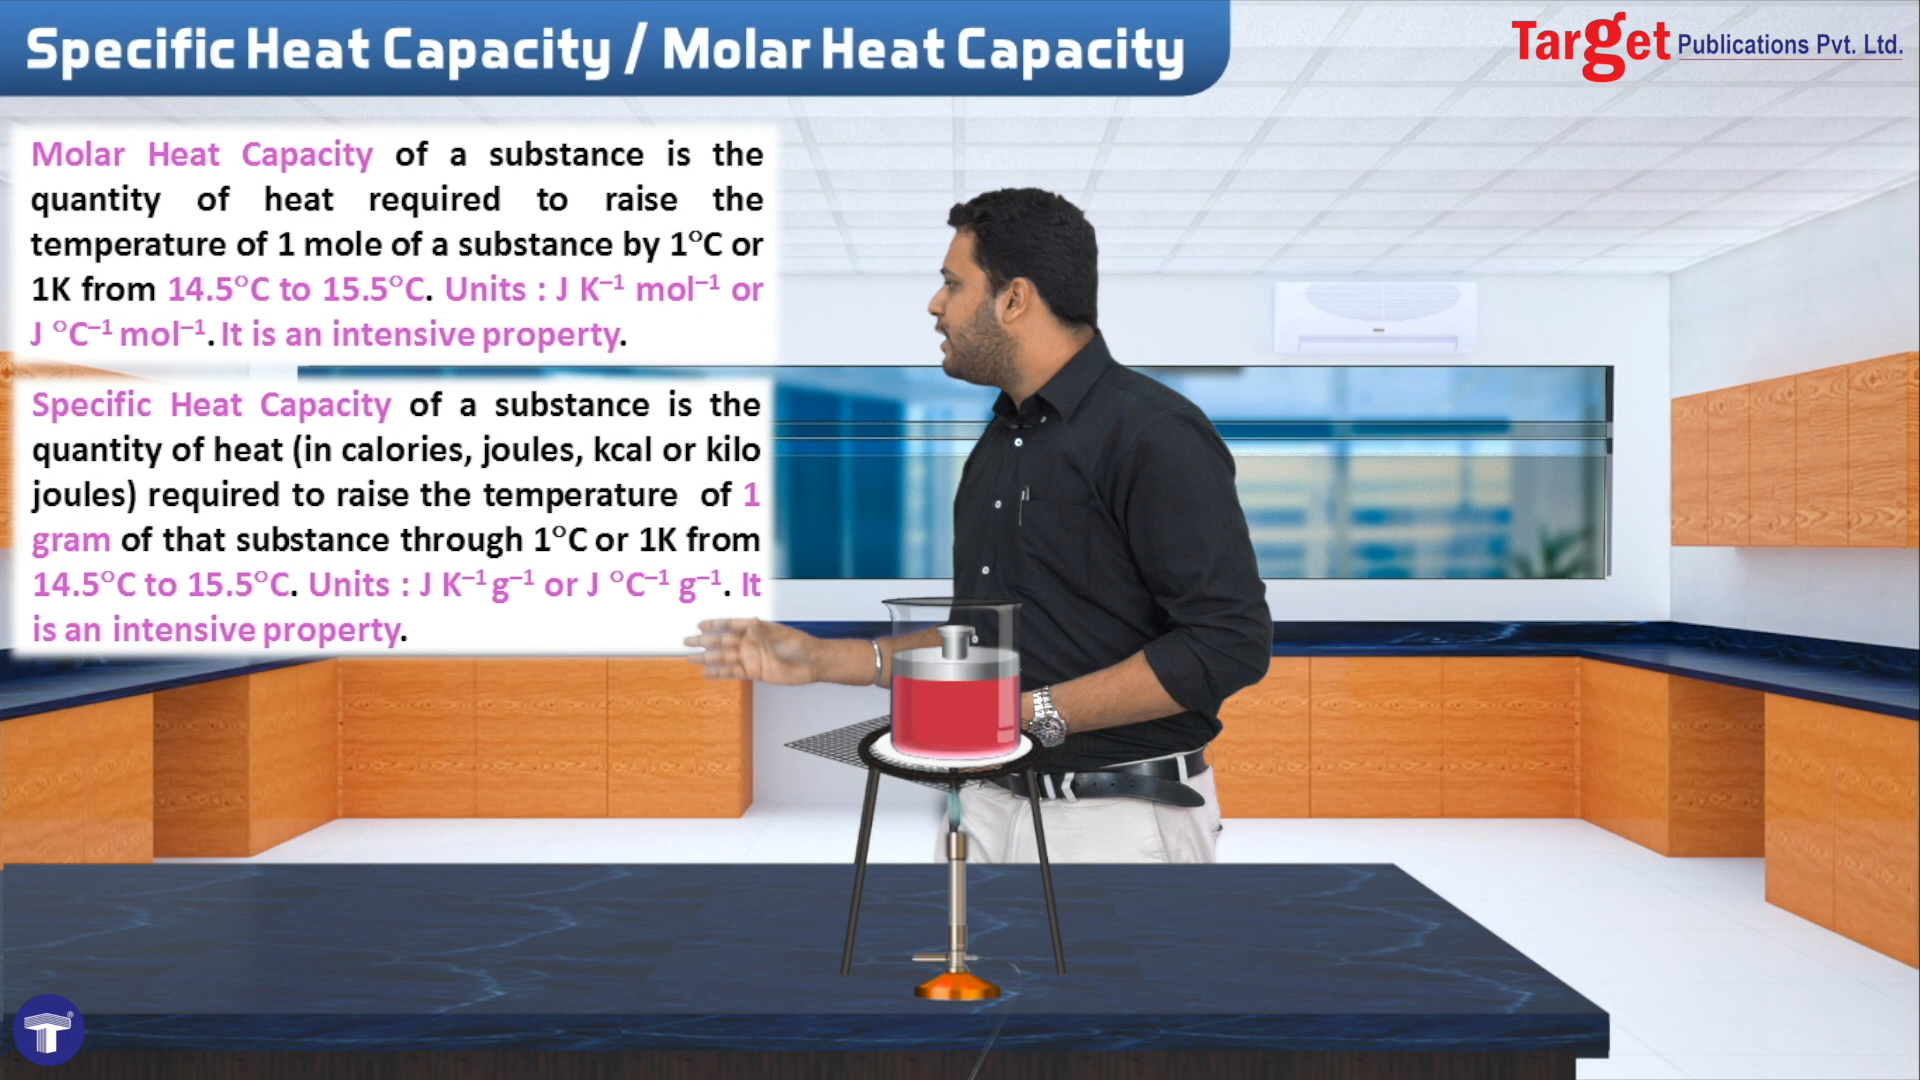 Specific Heat Capacity / Molar Heat Capacity
Target Publications Pvt. Ltd.
Molar Heat Capacity of a substance is the
quantity of heat required to raise the
temperature of 1 mole of a substance by 1°C or
1K from 14.5°C to 15.5°C. Units : J K⁻¹ mol⁻¹ or
J °C⁻¹ mol⁻¹. It is an intensive property.
Specific Heat Capacity of a substance is the
quantity of heat (in calories, joules, kcal or kilo
joules) required to raise the temperature of 1
gram of that substance through 1°C or 1K from
14.5°C to 15.5°C. Units : J K⁻¹ g⁻¹ or J °C⁻¹ g⁻¹. It
is an intensive property.
T®